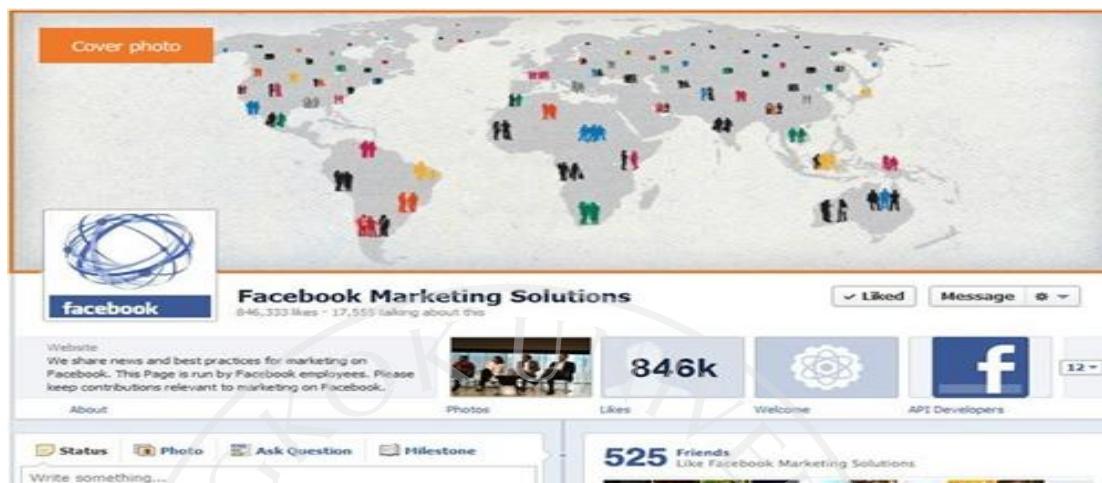 Cover photo
facebook
Facebook Marketing Solutions
846,333 likes · 17,555 talking about this
✓ Liked
Message
Website
We share news and best practices for marketing on
Facebook. This Page is run by Facebook employees. Please
keep contributions relevant to marketing on Facebook.
About
Photos
846k
Likes
Welcome
f
API Developers
12
Status
Photo
Ask Question
Milestone
Write something...
525 Friends
Like Facebook Marketing Solutions